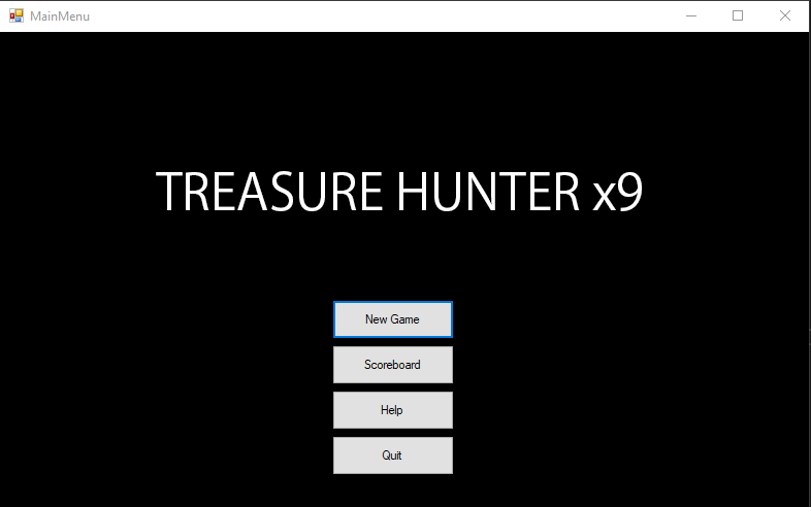 MainMenu
TREASURE HUNTER x9
New Game
Scoreboard
Help
Quit